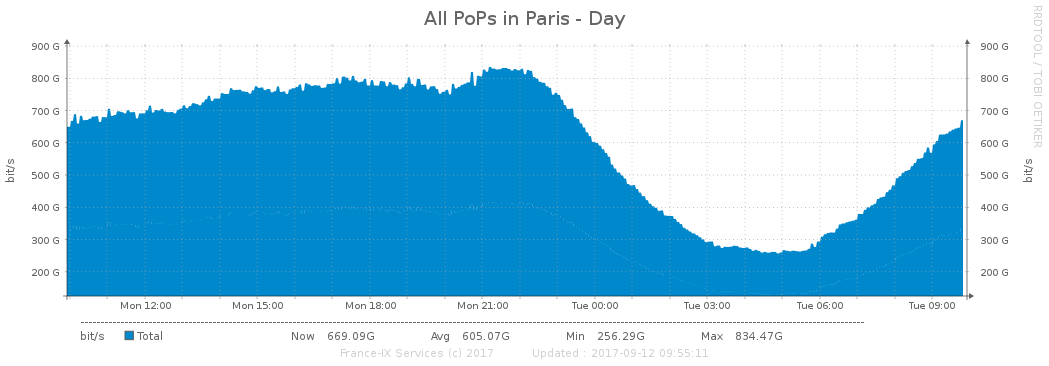 All PoPs in Paris - Day
RRDTOOL / TOBI OETIKER
bit/s
900 G
800 G
700 G
600 G
500 G
400 G
300 G
200 G
900 G
800 G
700 G
600 G
500 G
400 G
300 G
200 G
bit/s
Mon 12:00 Mon 15:00 Mon 18:00 Mon 21:00 Tue 00:00 Tue 03:00 Tue 06:00 Tue 09:00
bit/s Total Now 669.09G Avg 605.07G Min 256.29G Max 834.47G
France-IX Services (c) 2017 Updated : 2017-09-12 09:55:11